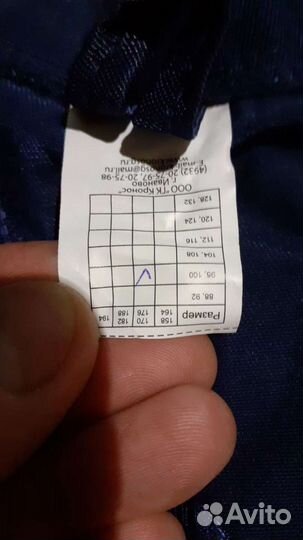 Размер 158 170 182 194
164 176 188
88, 92
96, 100
104, 108
112, 116
120, 124
128, 132
ООО "ГК Кронос"
г. Иваново
(4932) 20-75-97, 20-75-98
E-mail:
Avito